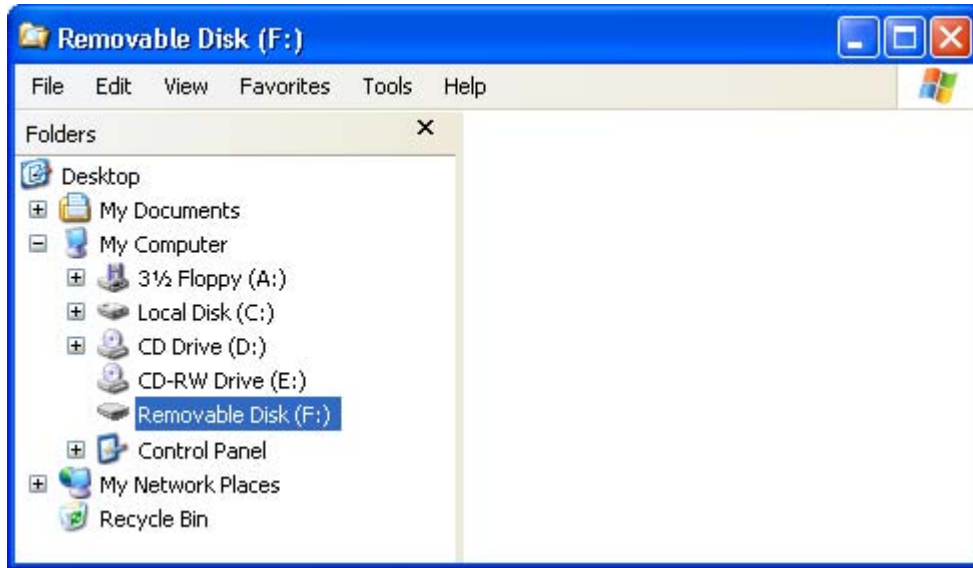 Removable Disk (F:)
File Edit View Favorites Tools Help
Folders
Desktop
My Documents
My Computer
3½ Floppy (A:)
Local Disk (C:)
CD Drive (D:)
CD-RW Drive (E:)
Removable Disk (F:)
Control Panel
My Network Places
Recycle Bin